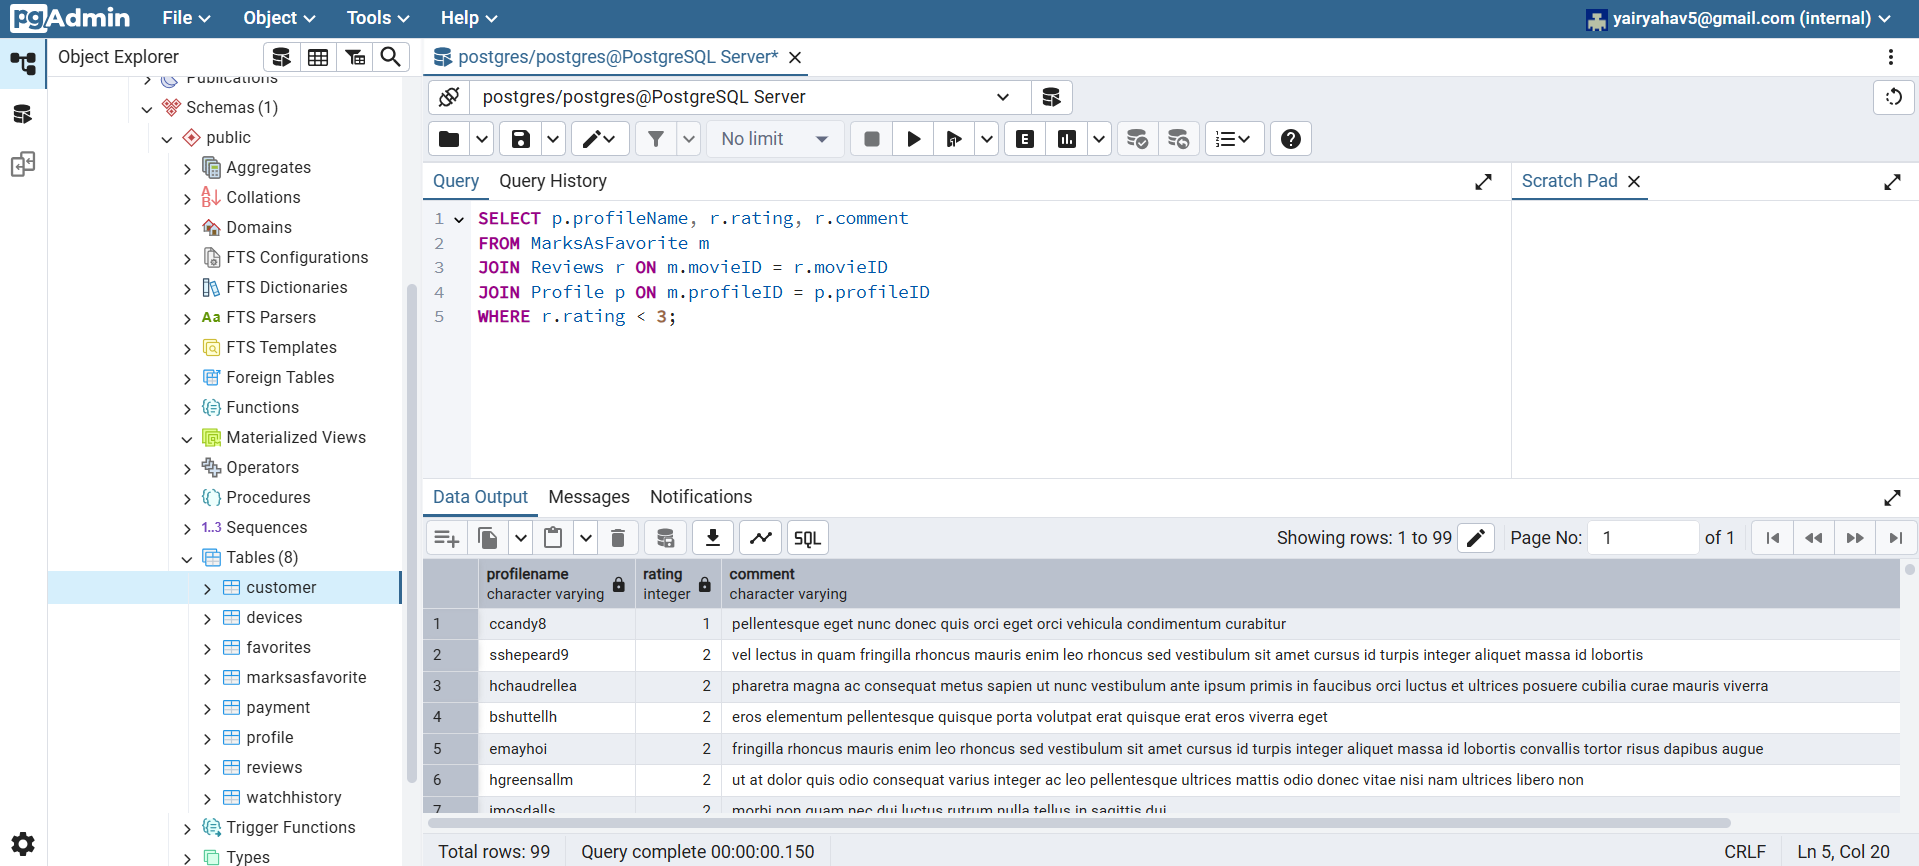 pgAdmin File Object Tools Help yairyahav5@gmail.com (internal)
Object Explorer
postgres/postgres@PostgreSQL Server*
Publications
Schemas (1)
public
Aggregates
Collations
Domains
FTS Configurations
FTS Dictionaries
Aa FTS Parsers
FTS Templates
Foreign Tables
Functions
Materialized Views
Operators
Procedures
1..3 Sequences
Tables (8)
customer
devices
favorites
marksasfavorite
payment
profile
reviews
watchhistory
Trigger Functions
Types
postgres/postgres@PostgreSQL Server
No limit E
Query Query History Scratch Pad
1 SELECT p.profileName, r.rating, r.comment
2 FROM MarksAsFavorite m
3 JOIN Reviews r ON m.movieID = r.movieID
4 JOIN Profile p ON m.profileID = p.profileID
5 WHERE r.rating < 3;
Data Output Messages Notifications
SQL Showing rows: 1 to 99 Page No: 1 of 1
profilename rating comment
character varying integer character varying
1 ccandy8 1 pellentesque eget nunc donec quis orci eget orci vehicula condimentum curabitur
2 sshepeard9 2 vel lectus in quam fringilla rhoncus mauris enim leo rhoncus sed vestibulum sit amet cursus id turpis integer aliquet massa id lobortis
3 hchaudrellea 2 pharetra magna ac consequat metus sapien ut nunc vestibulum ante ipsum primis in faucibus orci luctus et ultrices posuere cubilia curae mauris viverra
4 bshuttellh 2 eros elementum pellentesque quisque porta volutpat erat quisque erat eros viverra eget
5 emayhoi 2 fringilla rhoncus mauris enim leo rhoncus sed vestibulum sit amet cursus id turpis integer aliquet massa id lobortis convallis tortor risus dapibus augue
6 hgreensallm 2 ut at dolor quis odio consequat varius integer ac leo pellentesque ultrices mattis odio donec vitae nisi nam ultrices libero non
7 imosdalls 2 morbi non quam nec dui luctus rutrum nulla tellus in sagittis dui
Total rows: 99 Query complete 00:00:00.150 CRLF Ln 5, Col 20